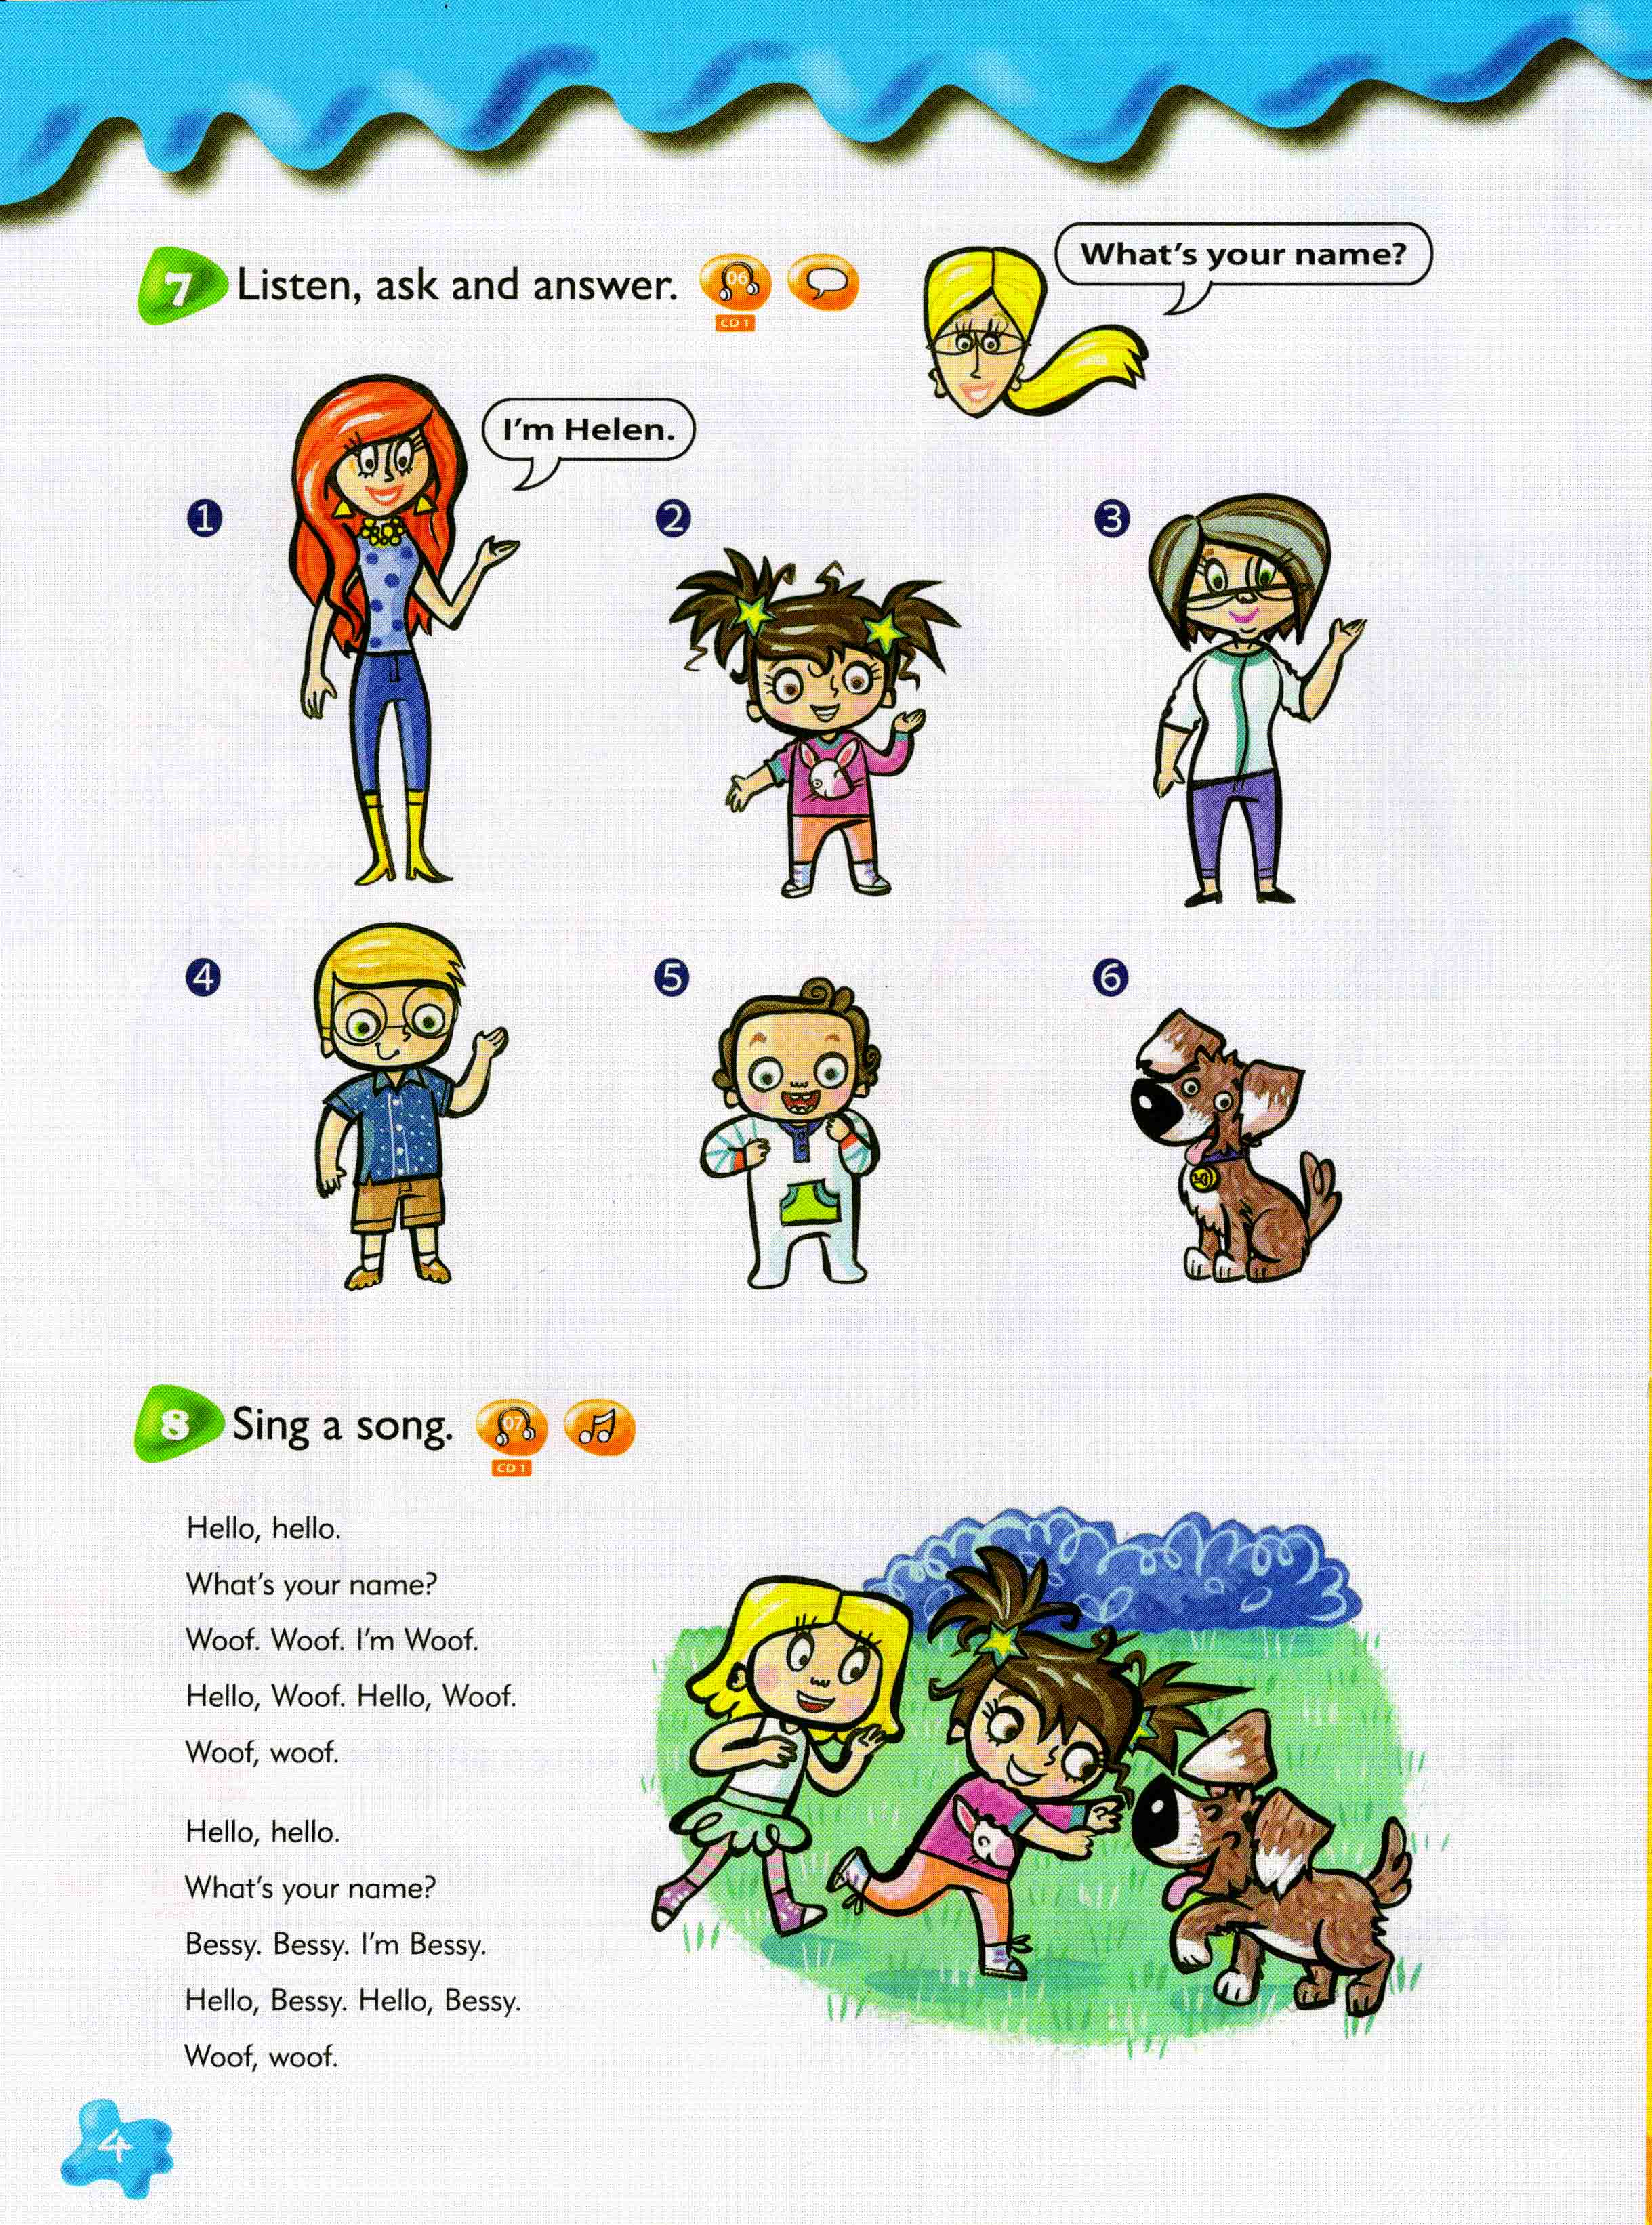 7 Listen, ask and answer. 06
CD 1
What's your name?
I'm Helen.
1
2
3
4
5
6
8 Sing a song. 07
CD 1
Hello, hello.
What's your name?
Woof. Woof. I'm Woof.
Hello, Woof. Hello, Woof.
Woof, woof.
Hello, hello.
What's your name?
Bessy. Bessy. I'm Bessy.
Hello, Bessy. Hello, Bessy.
Woof, woof.
4